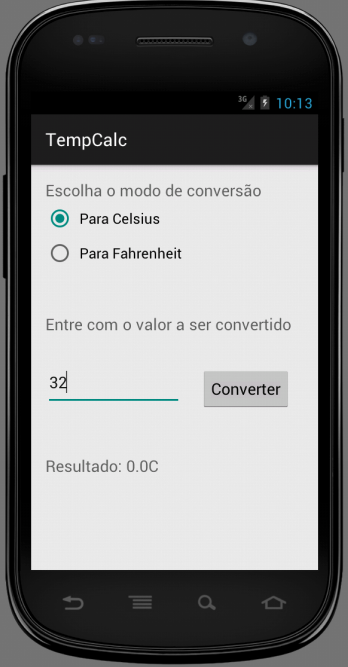 3G 10:13
TempCalc
Escolha o modo de conversão
Para Celsius
Para Fahrenheit
Entre com o valor a ser convertido
32 Converter
Resultado: 0.0C